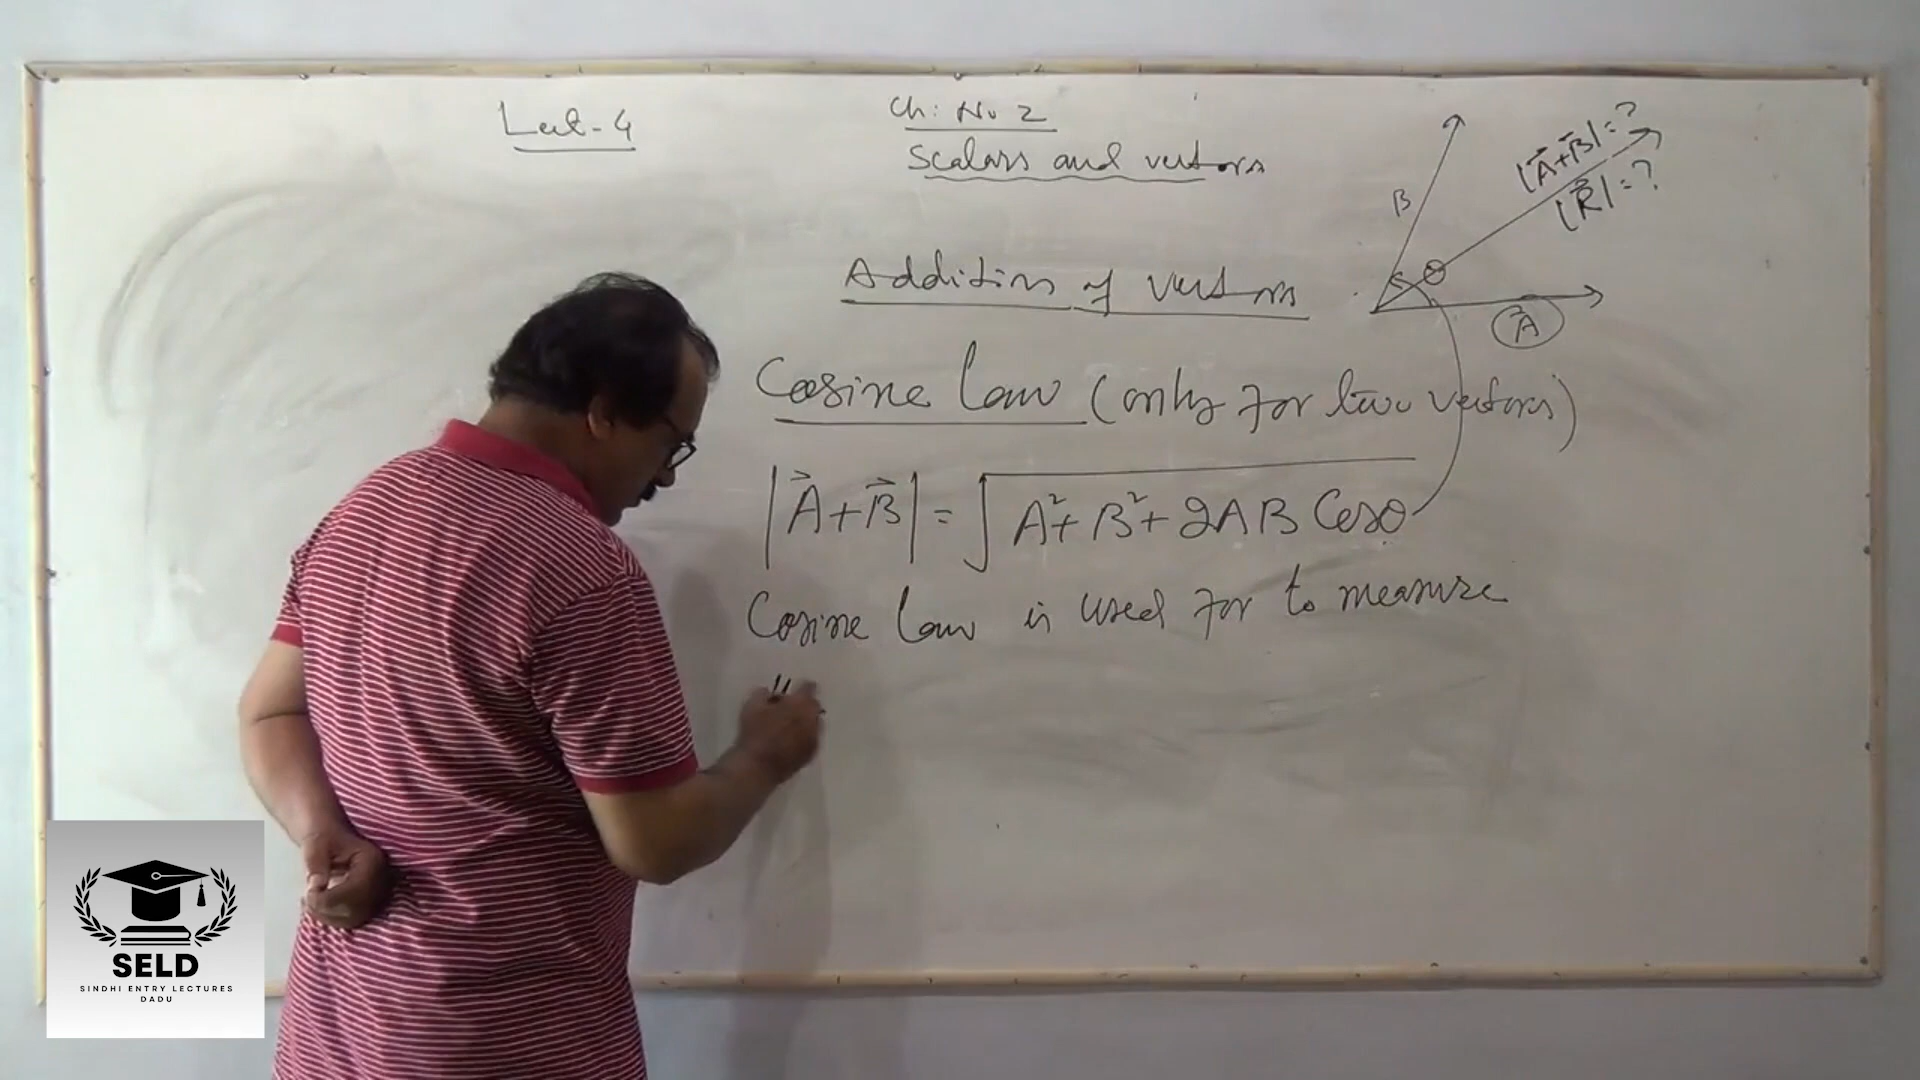 Lect-4
Ch: No 2
Scalars and vectors
Addition of vectors
B
|A⃗+B⃗|=?
|R⃗|=?
θ
A⃗
Cosine Law (only for two vectors)
|A⃗+B⃗| = √A²+B²+2AB Cosθ
Cosine Law is used for to measure
"
SELD
SINDHI ENTRY LECTURES
DADU